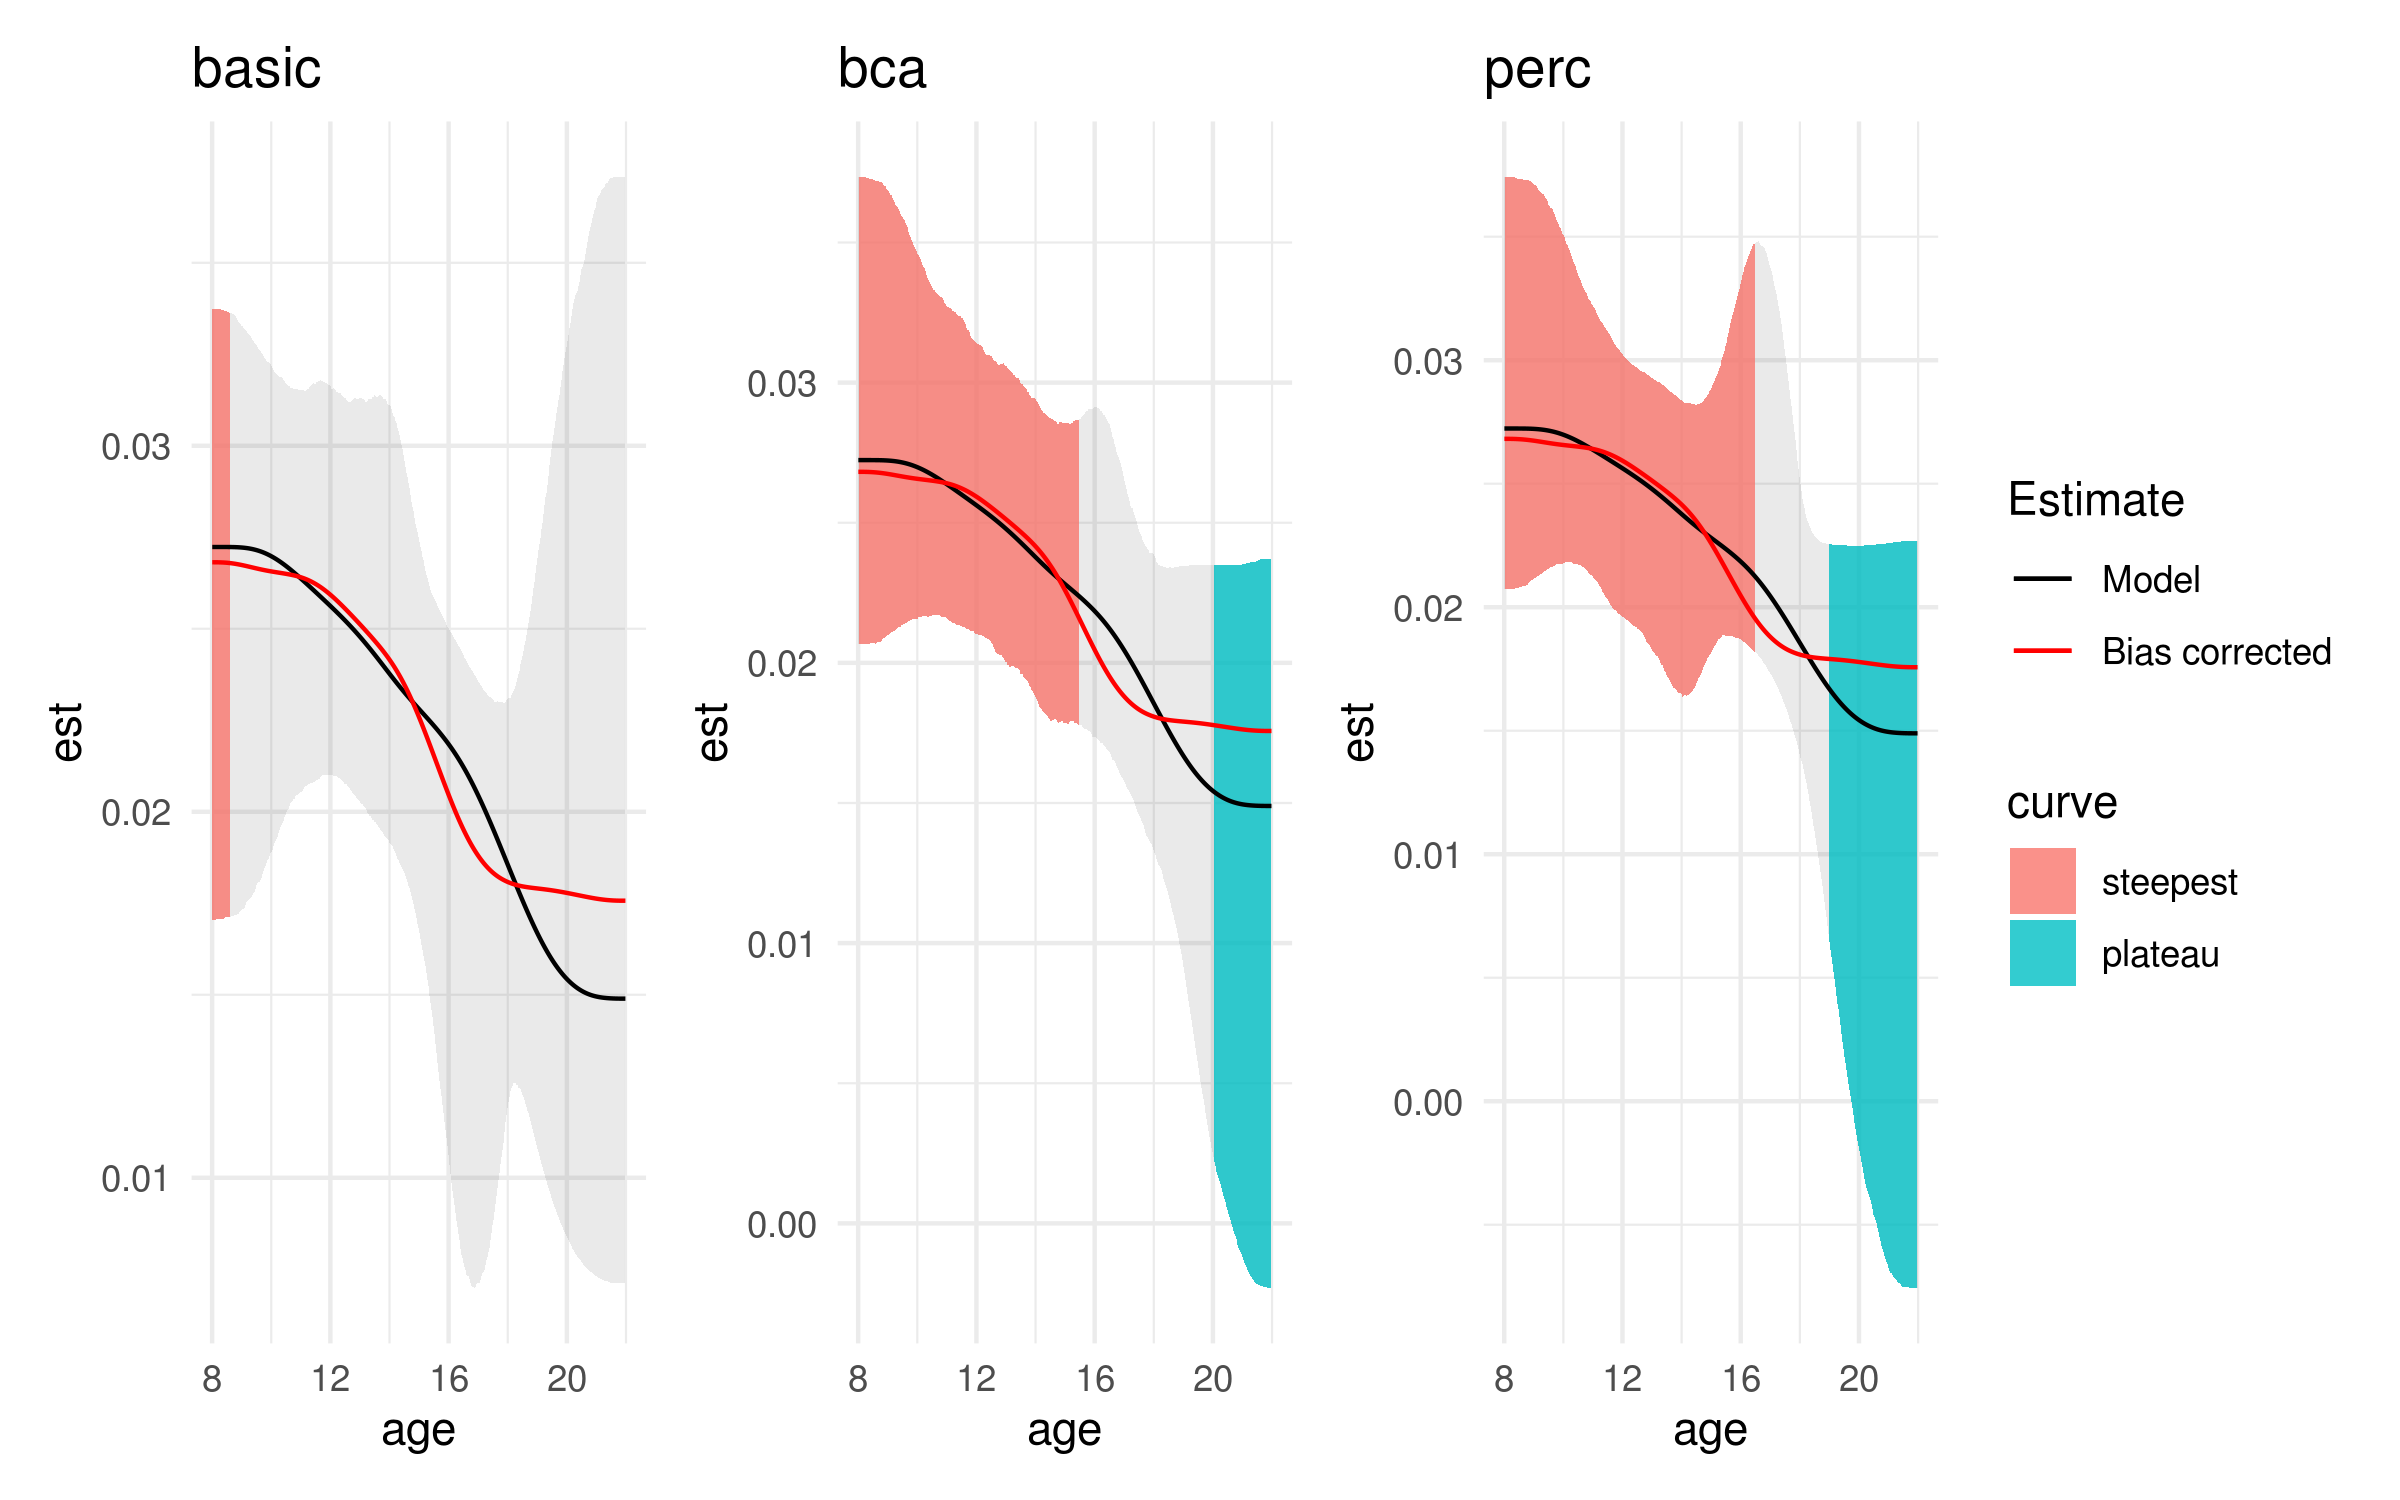 basic
bca
perc
0.03
0.02
0.01
est
8 12 16 20
age
0.03
0.02
0.01
0.00
est
8 12 16 20
age
0.03
0.02
0.01
0.00
est
8 12 16 20
age
Estimate
Model
Bias corrected
curve
steepest
plateau